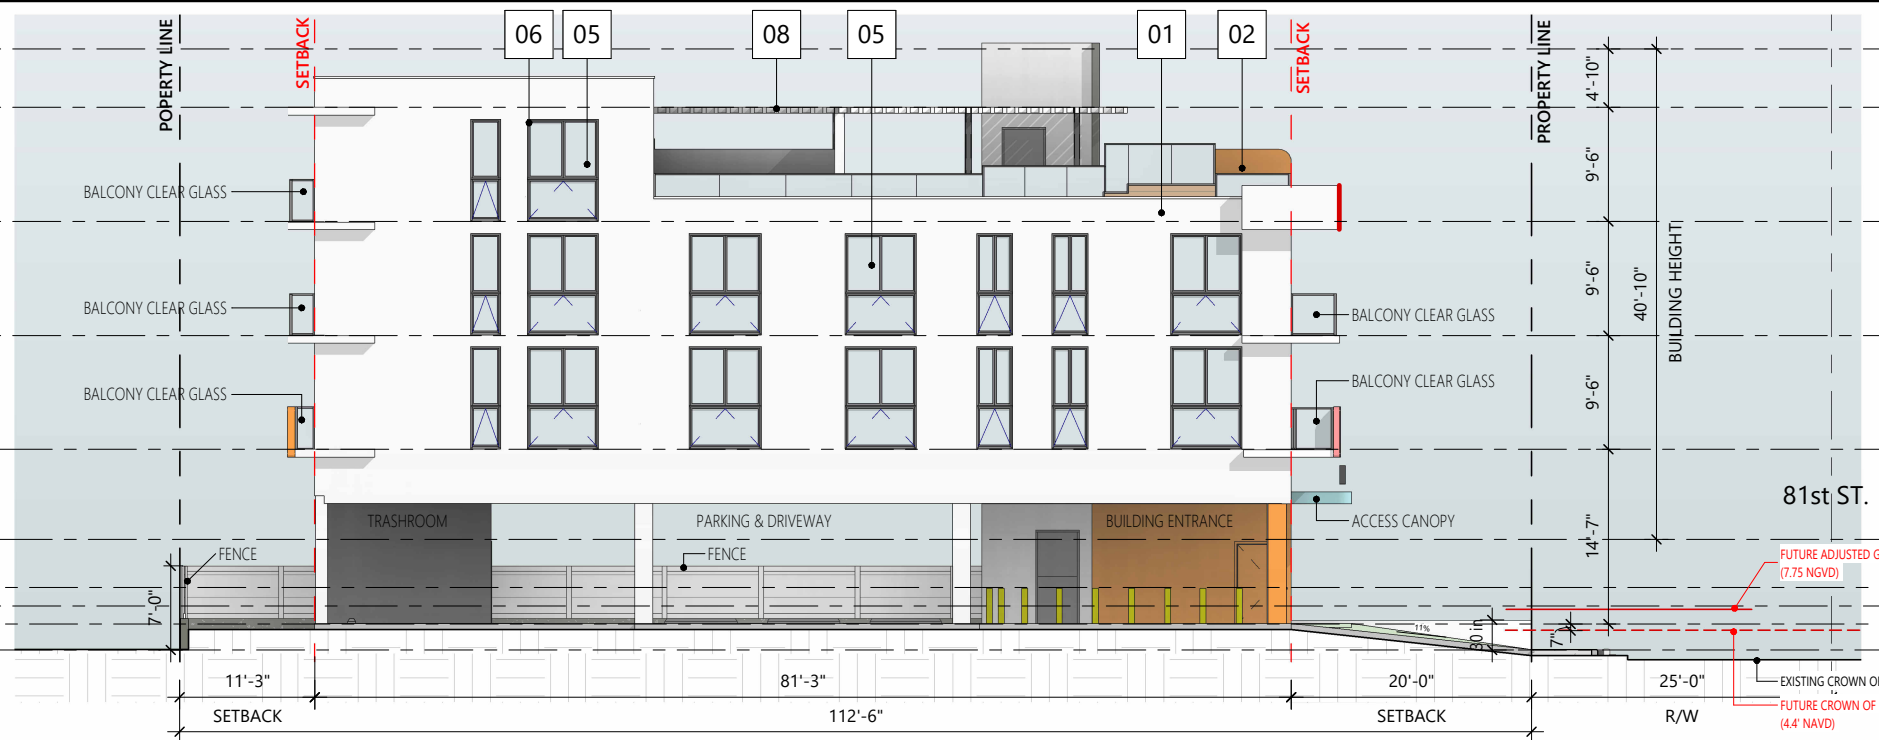 POPERTY LINE
SETBACK
06
05
08
05
01
02
SETBACK
PROPERTY LINE
4'-10"
9'-6"
9'-6"
9'-6"
14'-7"
40'-10"
BUILDING HEIGHT
BALCONY CLEAR GLASS
BALCONY CLEAR GLASS
BALCONY CLEAR GLASS
BALCONY CLEAR GLASS
BALCONY CLEAR GLASS
81st ST.
TRASHROOM
PARKING & DRIVEWAY
BUILDING ENTRANCE
ACCESS CANOPY
FENCE
FENCE
7'-0"
FUTURE ADJUSTED G
(7.75 NGVD)
11%
30 in
7"
11'-3"
81'-3"
20'-0"
25'-0"
EXISTING CROWN OF
SETBACK
112'-6"
SETBACK
R/W
FUTURE CROWN OF
(4.4' NAVD)